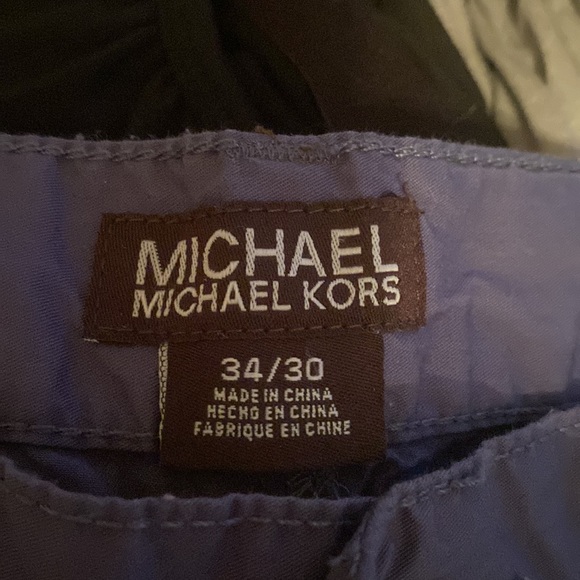 MICHAEL
MICHAEL KORS
34/30
MADE IN CHINA
HECHO EN CHINA
FABRIQUE EN CHINE